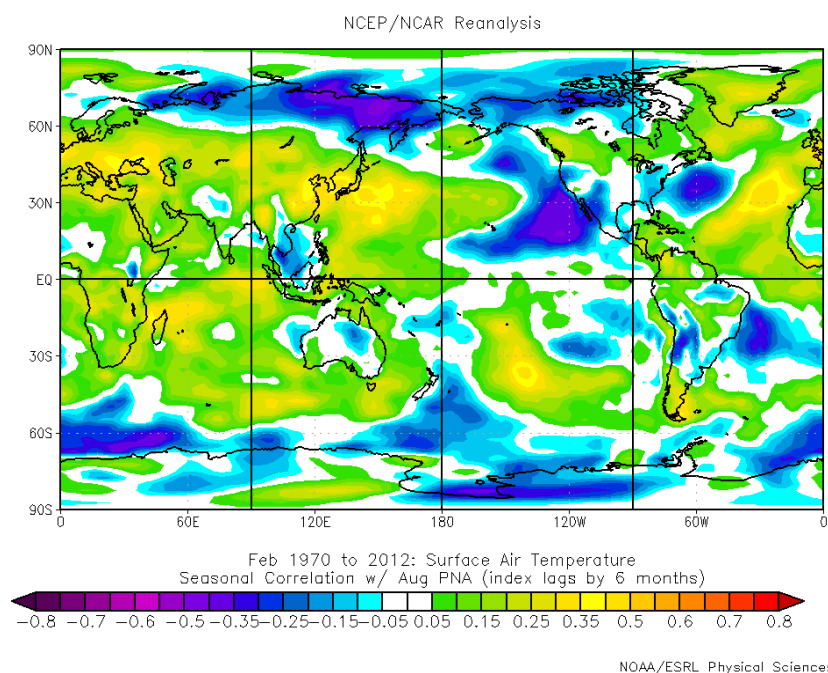 NCEP/NCAR Reanalysis
90N
60N
30N
EQ
30S
60S
90S
0 60E 120E 180 120W 60W 0
Feb 1970 to 2012: Surface Air Temperature
Seasonal Correlation w/ Aug PNA (index lags by 6 months)
-0.8 -0.7 -0.6 -0.5 -0.35 -0.25 -0.15 -0.05 0.05 0.15 0.25 0.35 0.5 0.6 0.7 0.8
NOAA/ESRL Physical Sciences